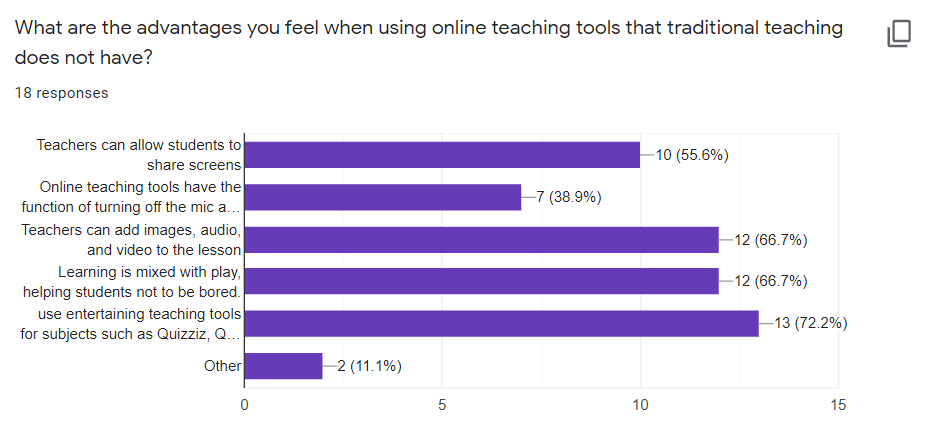 What are the advantages you feel when using online teaching tools that traditional teaching
does not have?
18 responses
Teachers can allow students to
share screens
10 (55.6%)
Online teaching tools have the
function of turning off the mic a...
7 (38.9%)
Teachers can add images, audio,
and video to the lesson
12 (66.7%)
Learning is mixed with play,
helping students not to be bored.
12 (66.7%)
use entertaining teaching tools
for subjects such as Quizziz, Q...
13 (72.2%)
Other
2 (11.1%)
0
5
10
15